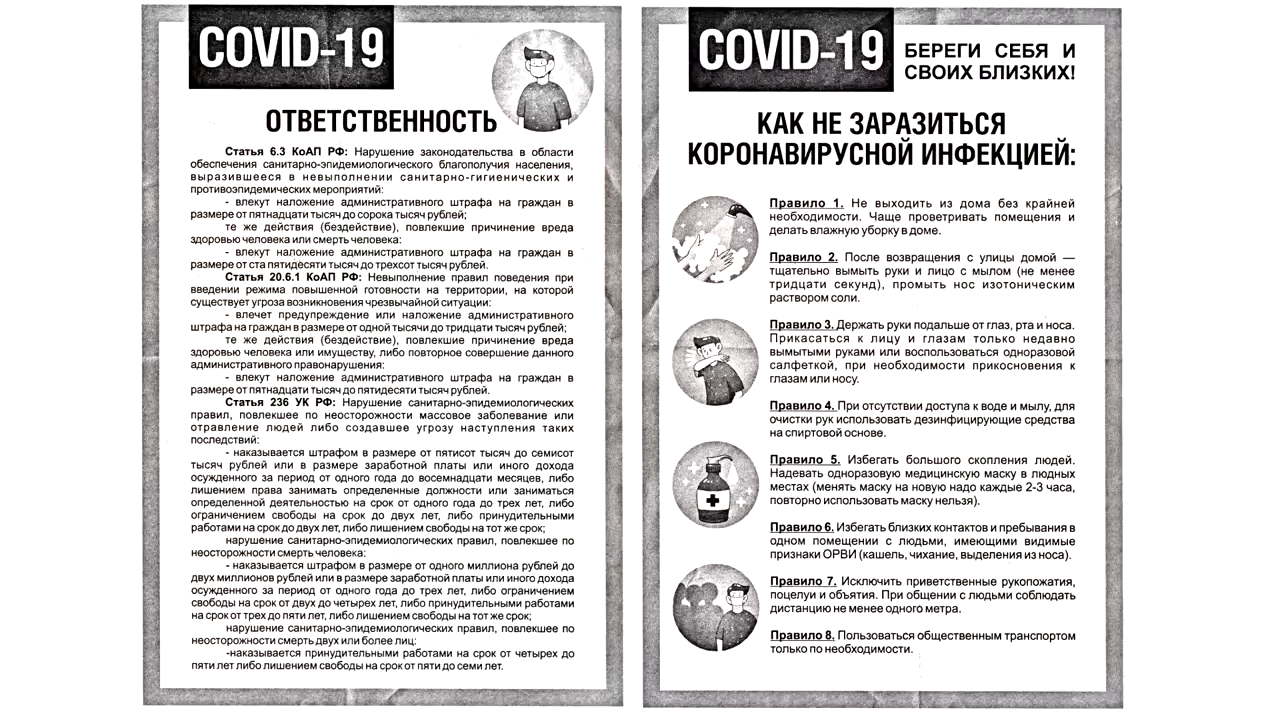 COVID-19
ОТВЕТСТВЕННОСТЬ
Статья 6.3 КоАП РФ: Нарушение законодательства в области
обеспечения санитарно-эпидемиологического благополучия населения,
выразившееся в невыполнении санитарно-гигиенических и
противоэпидемических мероприятий:
- влекут наложение административного штрафа на граждан в
размере от пятнадцати тысяч до сорока тысяч рублей;
те же действия (бездействие), повлекшие причинение вреда
здоровью человека или смерть человека:
- влекут наложение административного штрафа на граждан в
размере от ста пятидесяти тысяч до трехсот тысяч рублей.
Статья 20.6.1 КоАП РФ: Невыполнение правил поведения при
введении режима повышенной готовности на территории, на которой
существует угроза возникновения чрезвычайной ситуации:
- влечет предупреждение или наложение административного
штрафа на граждан в размере от одной тысячи до тридцати тысяч рублей;
те же действия (бездействие), повлекшие причинение вреда
здоровью человека или имуществу, либо повторное совершение данного
административного правонарушения:
- влекут наложение административного штрафа на граждан в
размере от пятнадцати тысяч до пятидесяти тысяч рублей.
Статья 236 УК РФ: Нарушение санитарно-эпидемиологических
правил, повлекшее по неосторожности массовое заболевание или
отравление людей либо создавшее угрозу наступления таких
последствий:
- наказывается штрафом в размере от пятисот тысяч до семисот
тысяч рублей или в размере заработной платы или иного дохода
осужденного за период от одного года до восемнадцати месяцев, либо
лишением права занимать определенные должности или заниматься
определенной деятельностью на срок от одного года до трех лет, либо
ограничением свободы на срок до двух лет, либо принудительными
работами на срок до двух лет, либо лишением свободы на тот же срок;
нарушение санитарно-эпидемиологических правил, повлекшее по
неосторожности смерть человека:
- наказывается штрафом в размере от одного миллиона рублей до
двух миллионов рублей или в размере заработной платы или иного дохода
осужденного за период от одного года до трех лет, либо ограничением
свободы на срок от двух до четырех лет, либо принудительными работами
на срок от трех до пяти лет, либо лишением свободы на тот же срок;
нарушение санитарно-эпидемиологических правил, повлекшее по
неосторожности смерть двух или более лиц:
-наказывается принудительными работами на срок от четырех до
пяти лет либо лишением свободы на срок от пяти до семи лет.
COVID-19
БЕРЕГИ СЕБЯ И
СВОИХ БЛИЗКИХ!
КАК НЕ ЗАРАЗИТЬСЯ
КОРОНАВИРУСНОЙ ИНФЕКЦИЕЙ:
Правило 1. Не выходить из дома без крайней
необходимости. Чаще проветривать помещения и
делать влажную уборку в доме.
Правило 2. После возвращения с улицы домой —
тщательно вымыть руки и лицо с мылом (не менее
тридцати секунд), промыть нос изотоническим
раствором соли.
Правило 3. Держать руки подальше от глаз, рта и носа.
Прикасаться к лицу и глазам только недавно
вымытыми руками или воспользоваться одноразовой
салфеткой, при необходимости прикосновения к
глазам или носу.
Правило 4. При отсутствии доступа к воде и мылу, для
очистки рук использовать дезинфицирующие средства
на спиртовой основе.
Правило 5. Избегать большого скопления людей.
Надевать одноразовую медицинскую маску в людных
местах (менять маску на новую надо каждые 2-3 часа,
повторно использовать маску нельзя).
Правило 6. Избегать близких контактов и пребывания в
одном помещении с людьми, имеющими видимые
признаки ОРВИ (кашель, чихание, выделения из носа).
Правило 7. Исключить приветственные рукопожатия,
поцелуи и объятия. При общении с людьми соблюдать
дистанцию не менее одного метра.
Правило 8. Пользоваться общественным транспортом
только по необходимости.